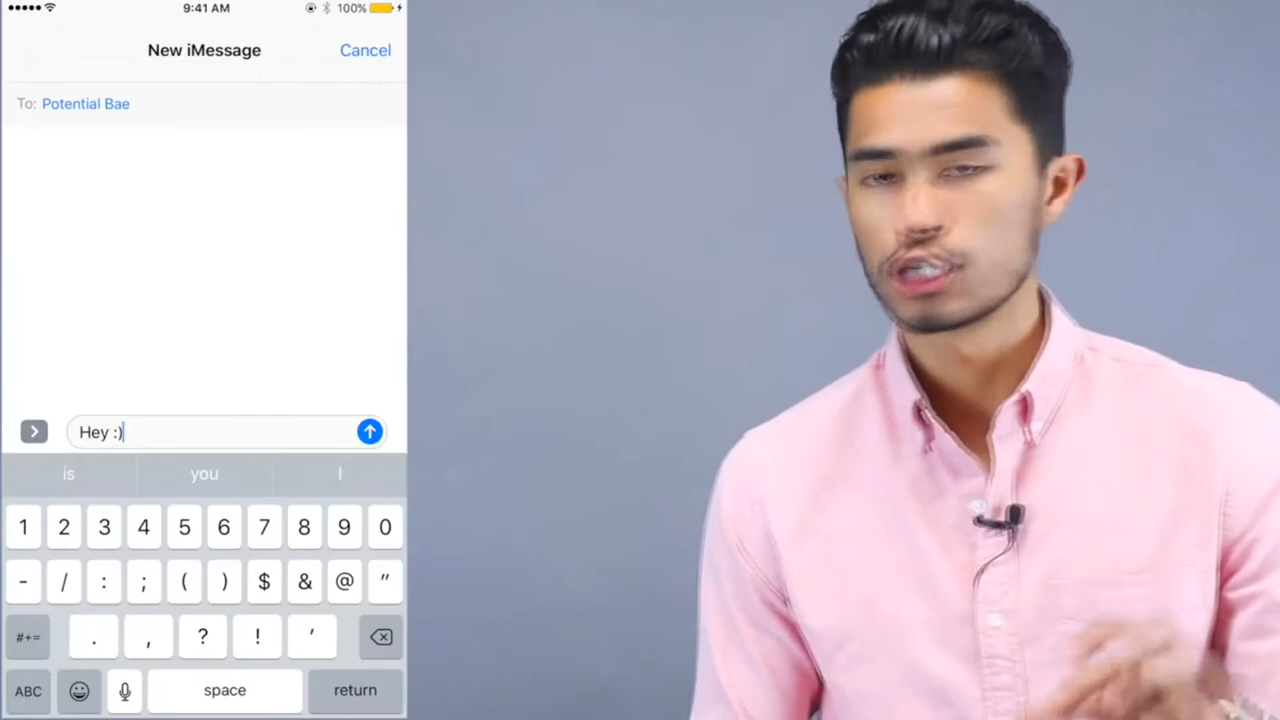 9:41 AM 100%
New iMessage Cancel
To: Potential Bae
Hey :)
is you I
1 2 3 4 5 6 7 8 9 0
- / : ; ( ) $ & @ "
#+= . , ? ! '
ABC space return